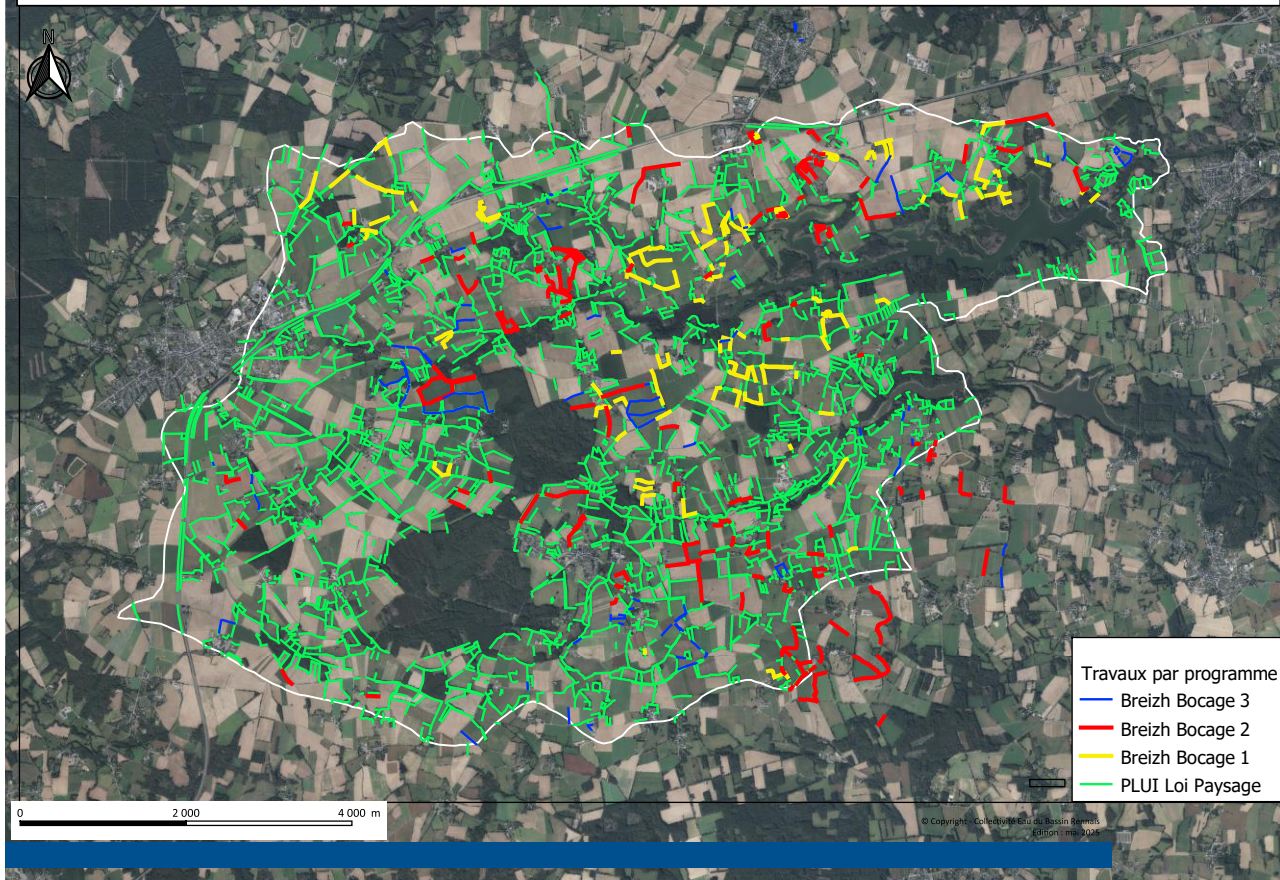 N
Travaux par programme
Breizh Bocage 3
Breizh Bocage 2
Breizh Bocage 1
PLUI Loi Paysage
0 2 000 4 000 m
© Copyright - Collectivité Eau du Bassin Rennais
Edition : mai 2025